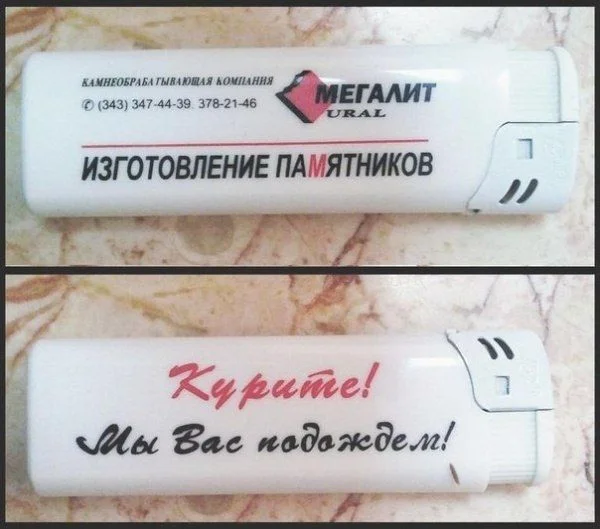 КАМНЕОБРАБАТЫВАЮЩАЯ КОМПАНИЯ
✆ (343) 347-44-39, 378-21-46
МЕГАЛИТ
URAL
ИЗГОТОВЛЕНИЕ ПАМЯТНИКОВ
Курите!
Мы Вас подождем!